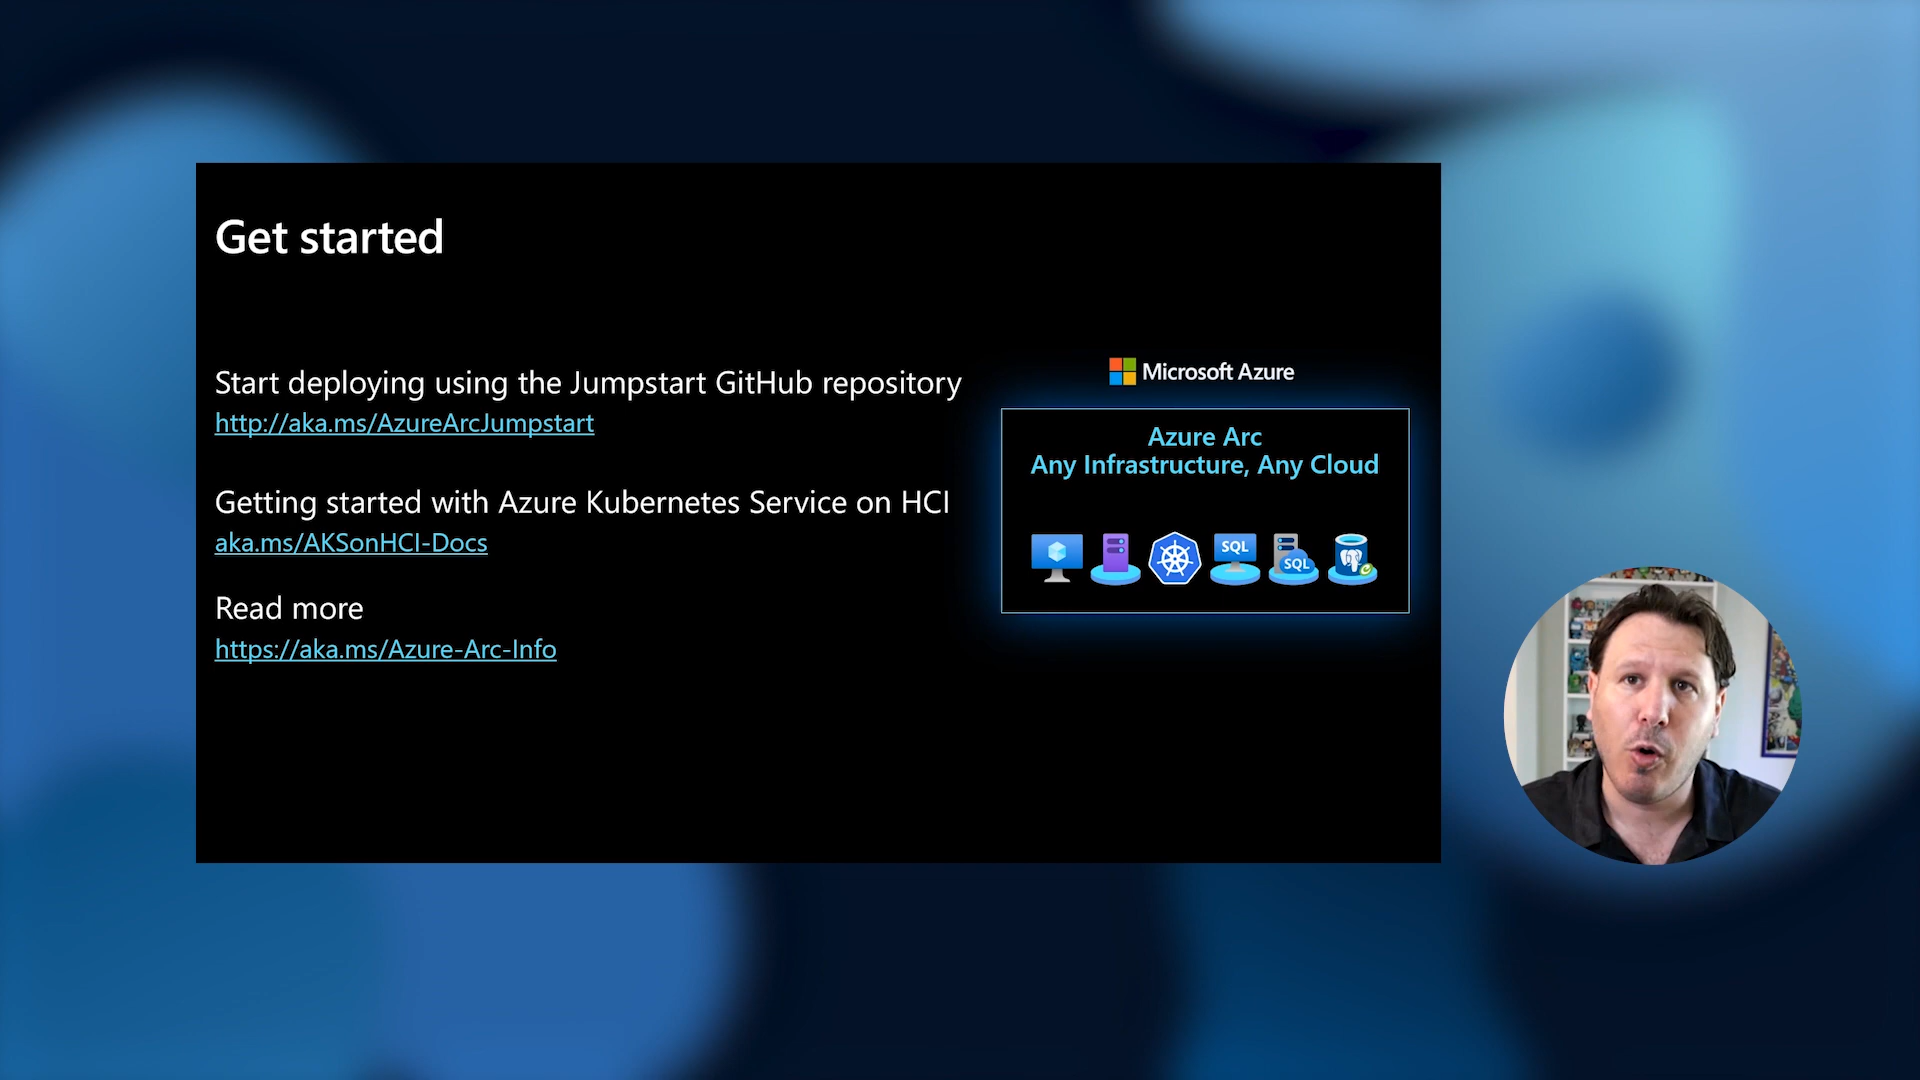 Get started
Start deploying using the Jumpstart GitHub repository
http://aka.ms/AzureArcJumpstart
Getting started with Azure Kubernetes Service on HCI
aka.ms/AKSonHCI-Docs
Read more
https://aka.ms/Azure-Arc-Info
Microsoft Azure
Azure Arc
Any Infrastructure, Any Cloud
SQL
SQL